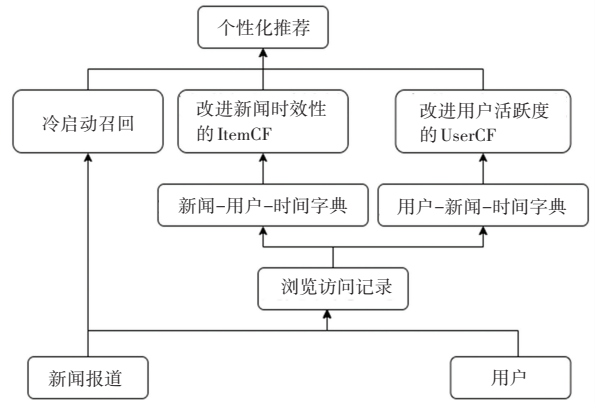 个性化推荐
冷启动召回
改进新闻时效性
的ItemCF
改进用户活跃度
的UserCF
新闻-用户-时间字典
用户-新闻-时间字典
浏览访问记录
新闻报道
用户